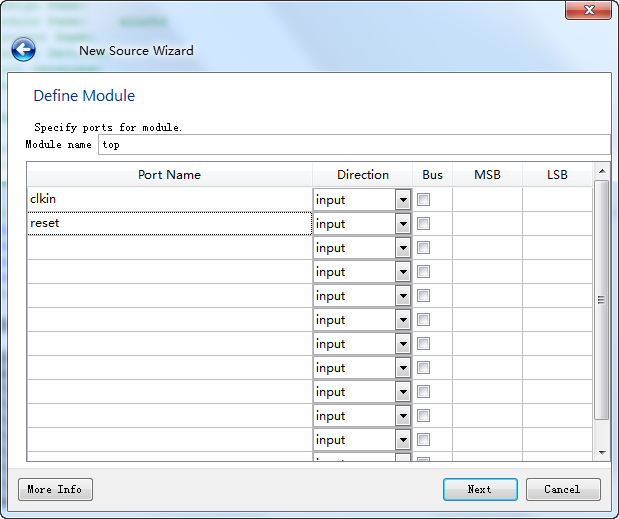 New Source Wizard
Define Module
Specify ports for module.
Module name top
Port Name Direction Bus MSB LSB
clkin input
reset input
input
input
input
input
input
input
input
input
input
More Info Next Cancel